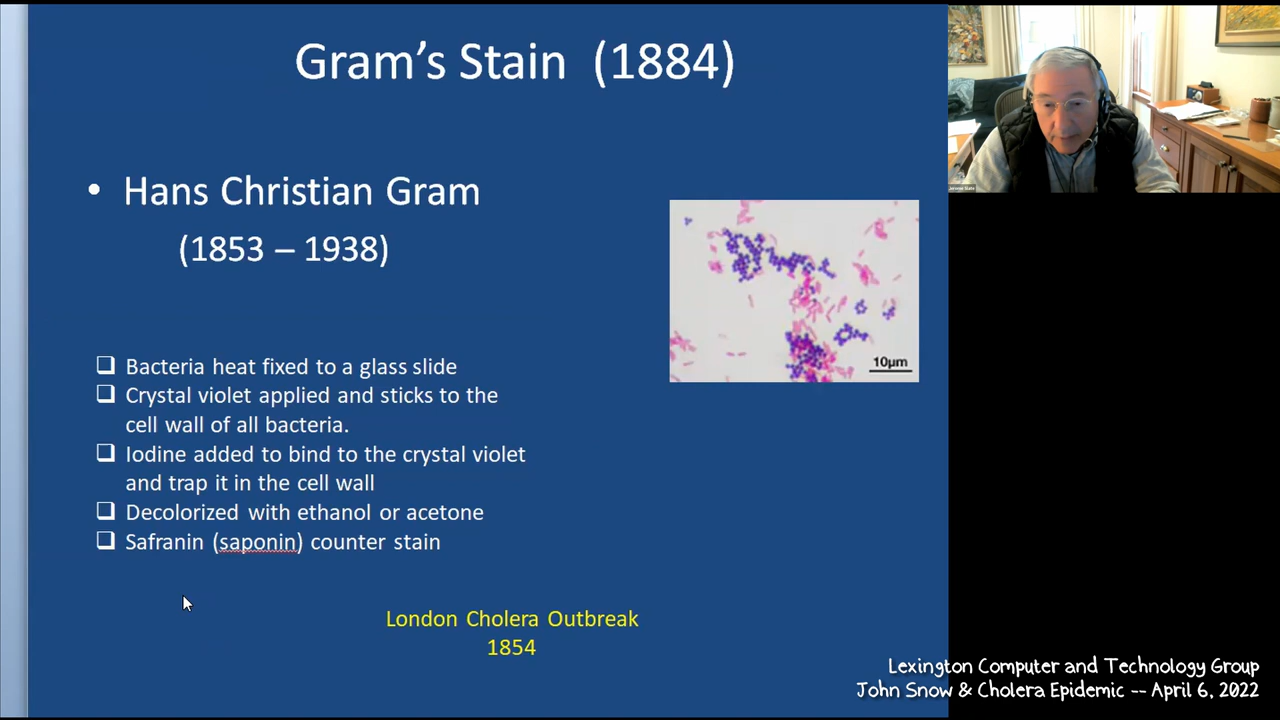 Gram's Stain (1884)
• Hans Christian Gram
(1853 – 1938)
❑ Bacteria heat fixed to a glass slide
❑ Crystal violet applied and sticks to the
cell wall of all bacteria.
❑ Iodine added to bind to the crystal violet
and trap it in the cell wall
❑ Decolorized with ethanol or acetone
❑ Safranin (saponin) counter stain
10µm
London Cholera Outbreak
1854
Lexington Computer and Technology Group
John Snow & Cholera Epidemic -- April 6, 2022